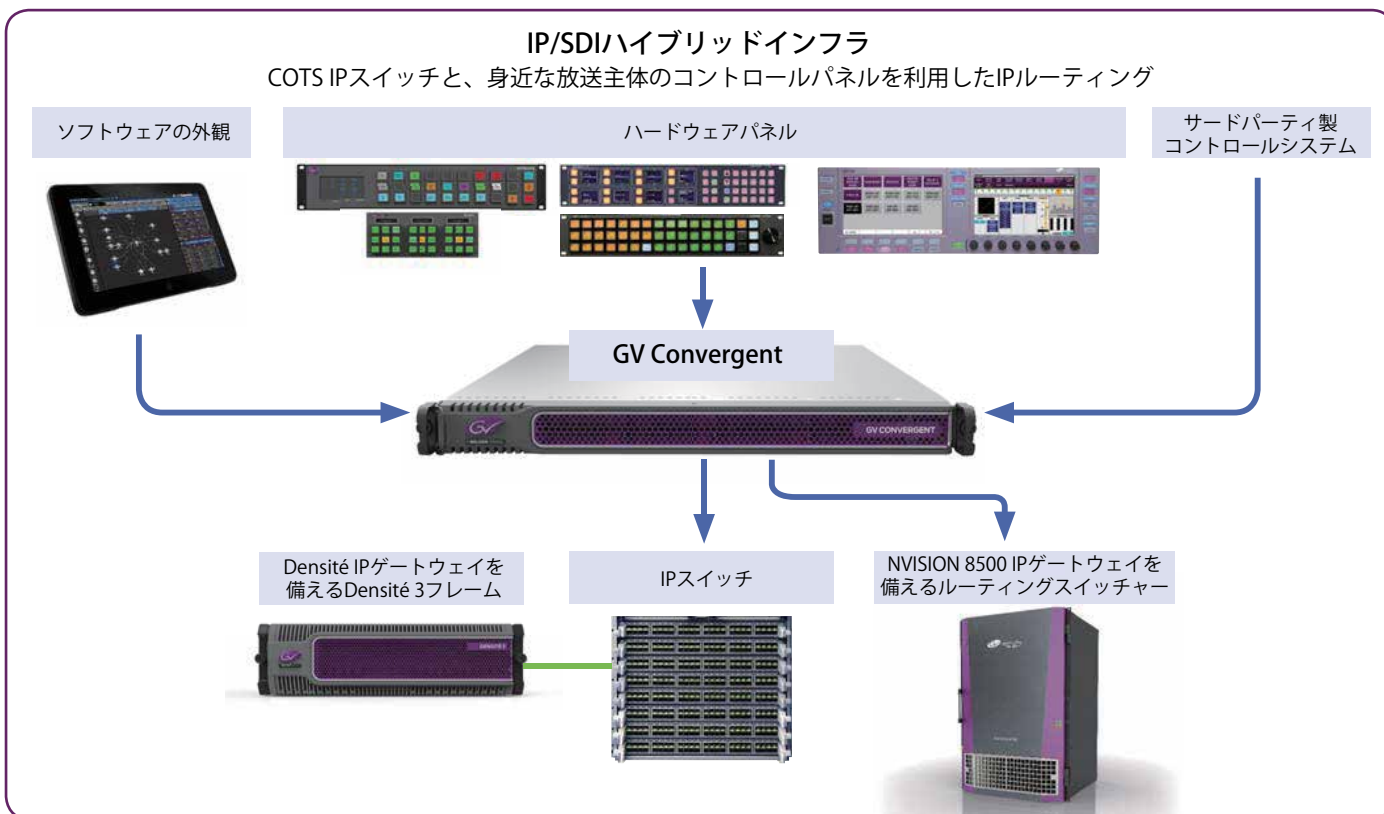 IP/SDIハイブリッドインフラ
COTS IPスイッチと、身近な放送主体のコントロールパネルを利用したIPルーティング
ソフトウェアの外観
ハードウェアパネル
サードパーティ製
コントロールシステム
GV Convergent
GV CONVERGENT
Densité IPゲートウェイを
備えるDensité 3フレーム
IPスイッチ
NVISION 8500 IPゲートウェイを
備えるルーティングスイッチャー